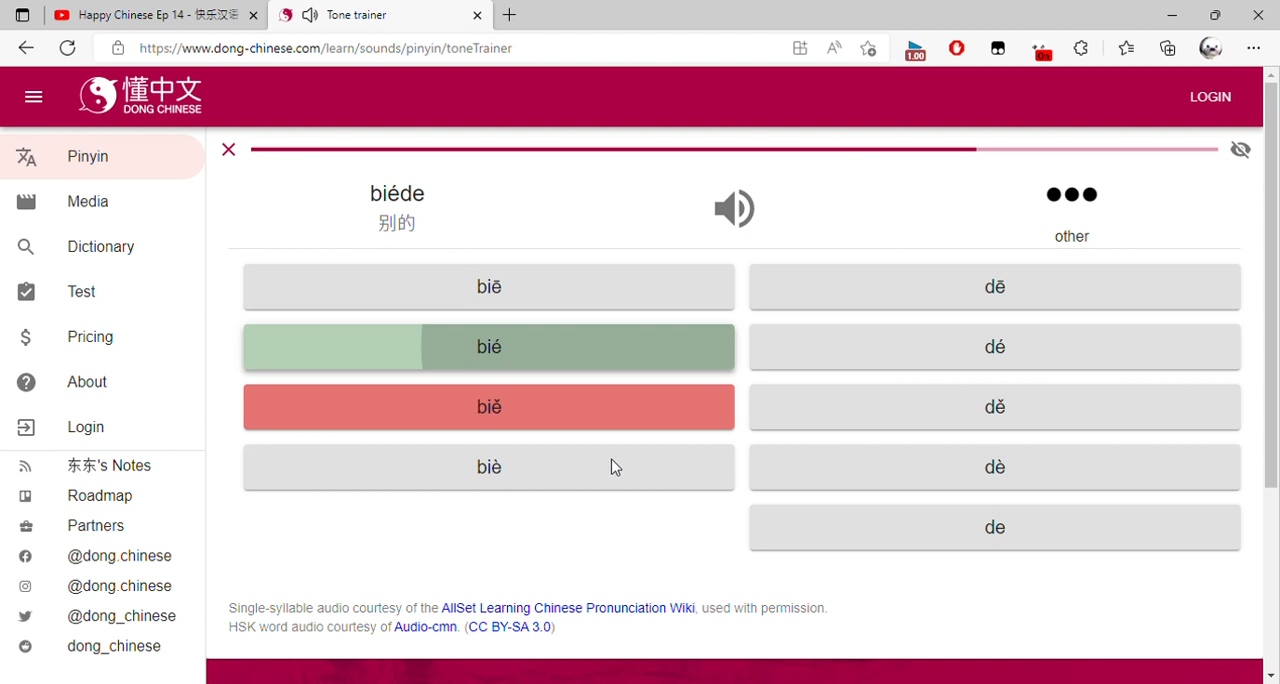 Happy Chinese Ep 14 - 快乐汉语
Tone trainer
https://www.dong-chinese.com/learn/sounds/pinyin/toneTrainer
1.00
On
懂中文
DONG CHINESE
LOGIN
Pinyin
Media
Dictionary
Test
Pricing
About
Login
东东's Notes
Roadmap
Partners
@dong.chinese
@dong.chinese
@dong_chinese
dong_chinese
biéde
别的
other
biē
dē
bié
dé
biě
dě
biè
dè
de
Single-syllable audio courtesy of the AllSet Learning Chinese Pronunciation Wiki, used with permission.
HSK word audio courtesy of Audio-cmn. (CC BY-SA 3.0)